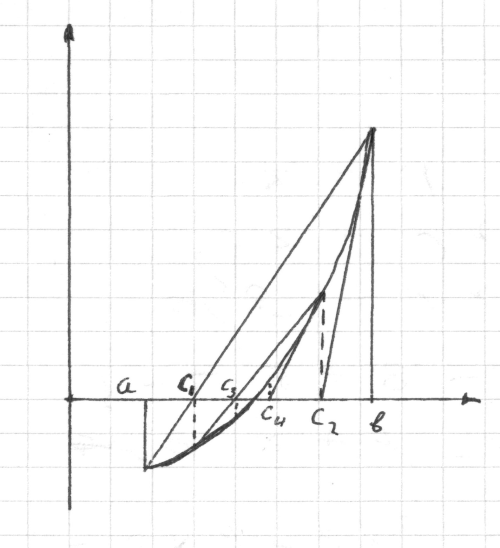 a c₁ c₃ c₄ c₂ в